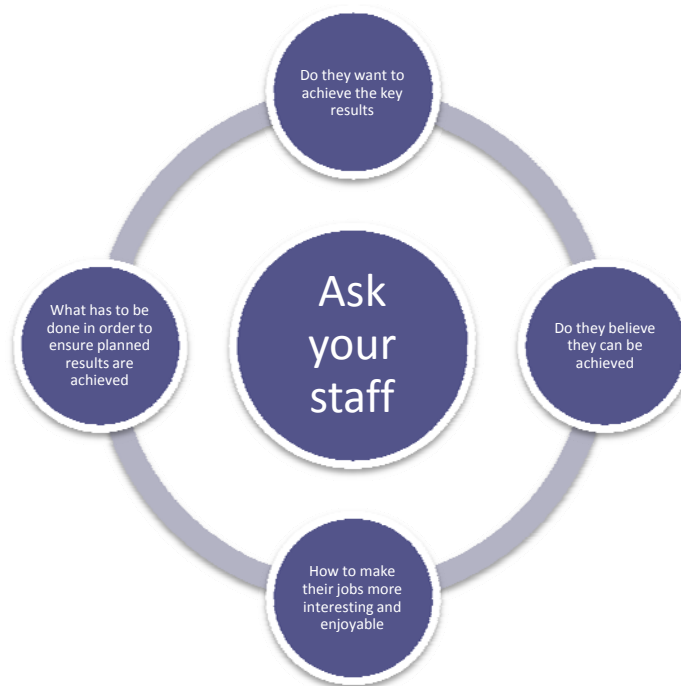 Do they want to
achieve the key
results
Ask
your
staff
What has to be
done in order to
ensure planned
results are
achieved
Do they believe
they can be
achieved
How to make
their jobs more
interesting and
enjoyable